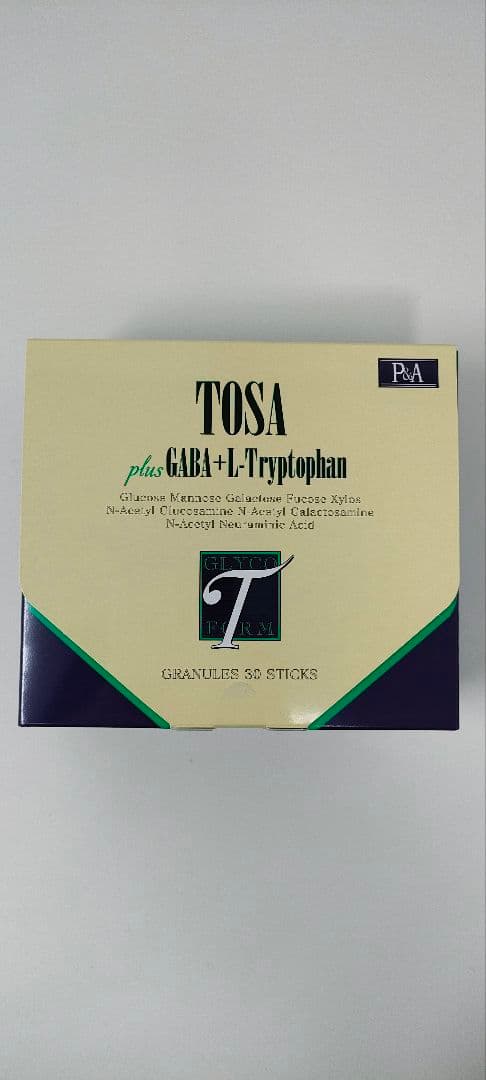 P&A
TOSA
plus GABA+L-Tryptophan
Glucose Mannose Galactose Fucose Xylos
N-Acetyl Glucosamine N-Acetyl Galactosamine
N-Acetyl Neuraminic Acid
GLYCO
T
FORM
GRANULES 30 STICKS